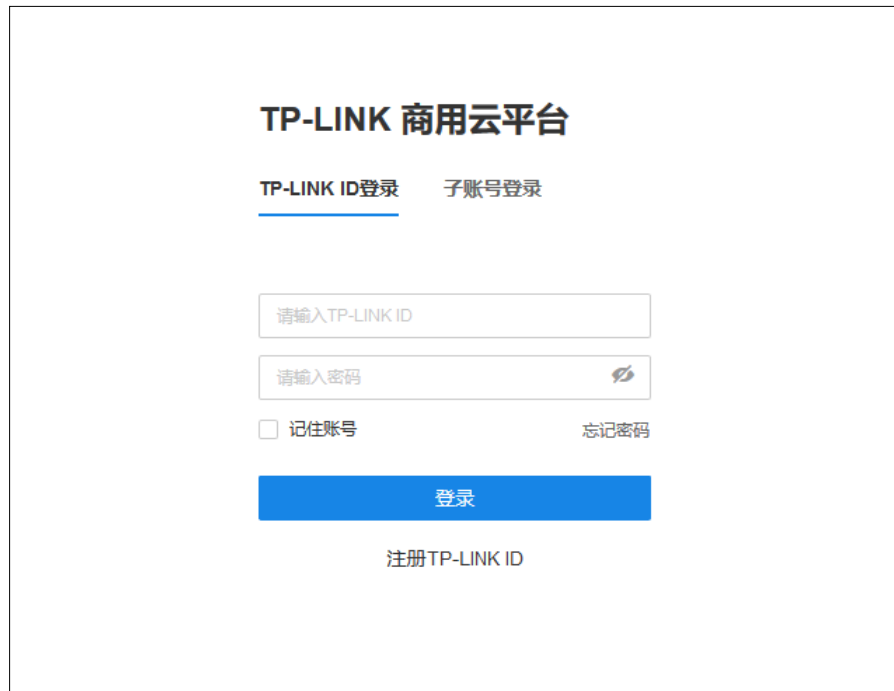 TP-LINK 商用云平台
TP-LINK ID登录 子账号登录
请输入TP-LINK ID
请输入密码
记住账号 忘记密码
登录
注册TP-LINK ID